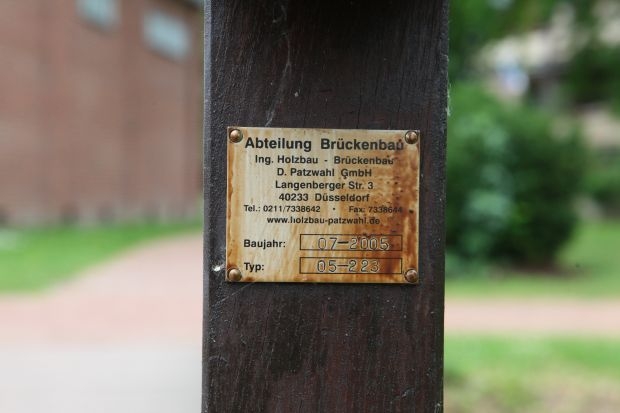 Abteilung Brückenbau
Ing. Holzbau - Brückenbau
D. Patzwahl GmbH
Langenberger Str. 3
40233 Düsseldorf
Tel.: 0211/7338642 • Fax: 7338644
www.holzbau-patzwahl.de
Baujahr: 07-2005
Typ: 05-223